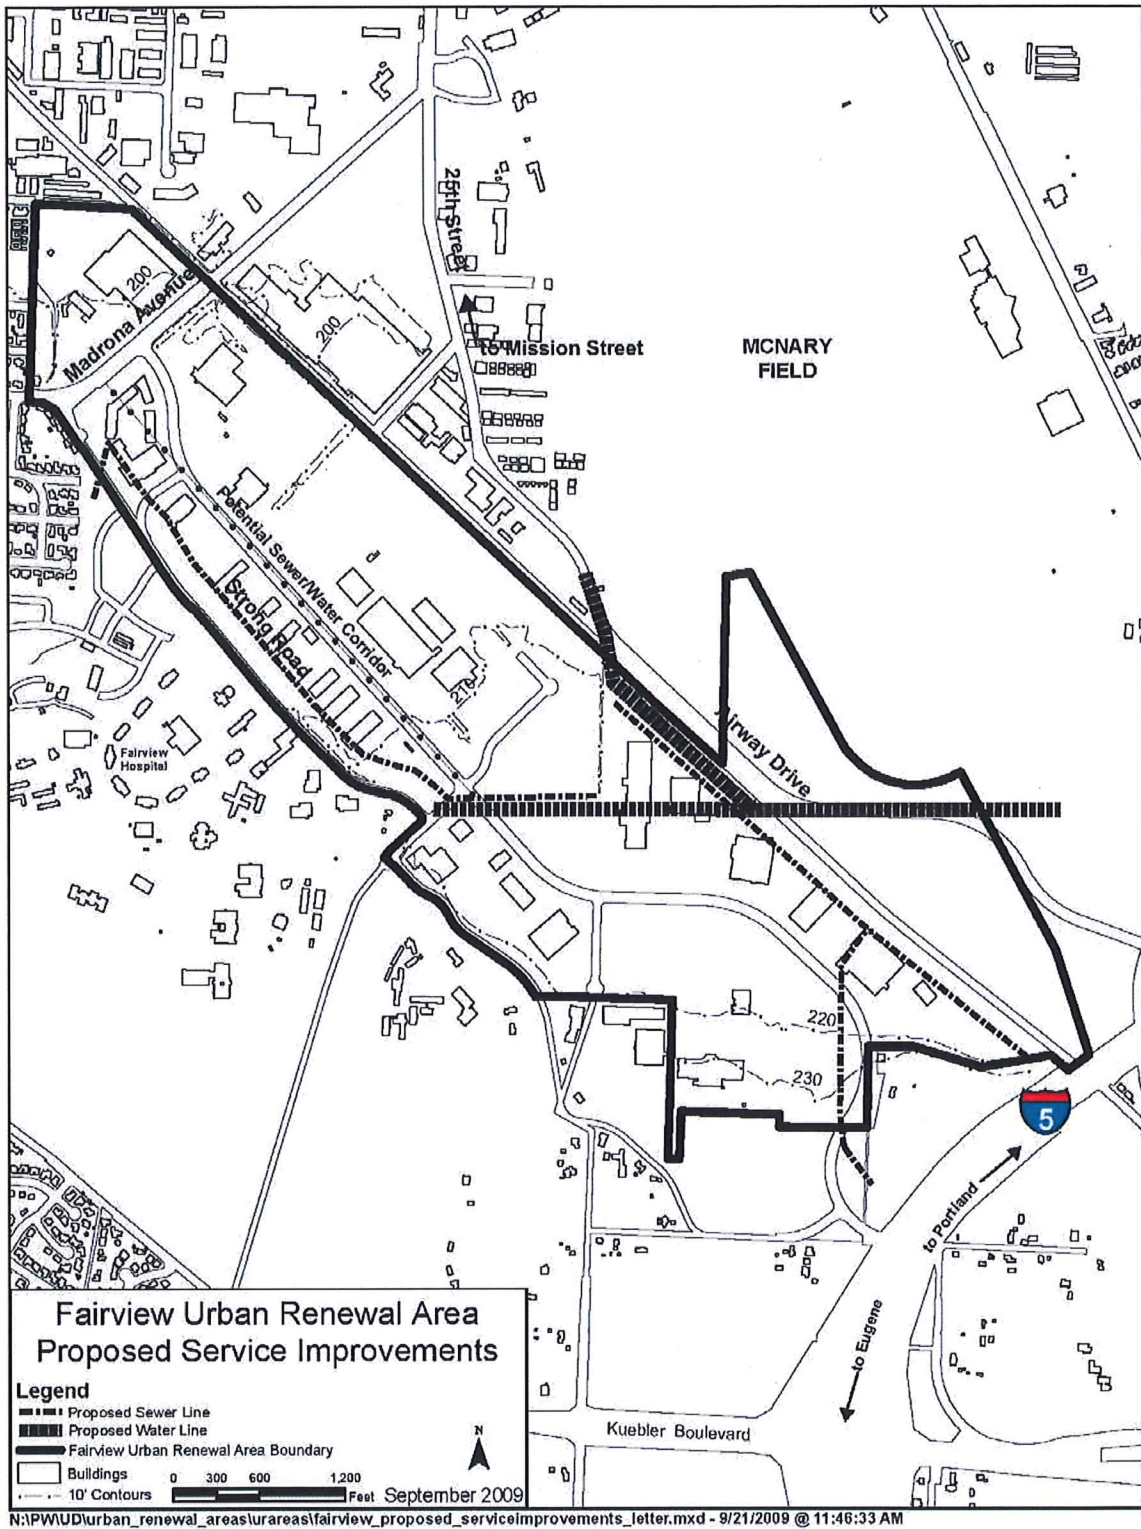 25th Street
200
Madrona Avenue
200
to Mission Street
MCNARY
FIELD
Potential Sewer/Water Corridor
Strong Road
210
Fairview
Hospital
Airway Drive
220
230
5
to Portland
to Eugene
Kuebler Boulevard
Fairview Urban Renewal Area
Proposed Service Improvements
Legend
Proposed Sewer Line
Proposed Water Line
Fairview Urban Renewal Area Boundary
Buildings
10' Contours
0 300 600 1,200
Feet
September 2009
N
N:\PW\UD\urban_renewal_areas\urareas\fairview_proposed_serviceimprovements_letter.mxd - 9/21/2009 @ 11:46:33 AM